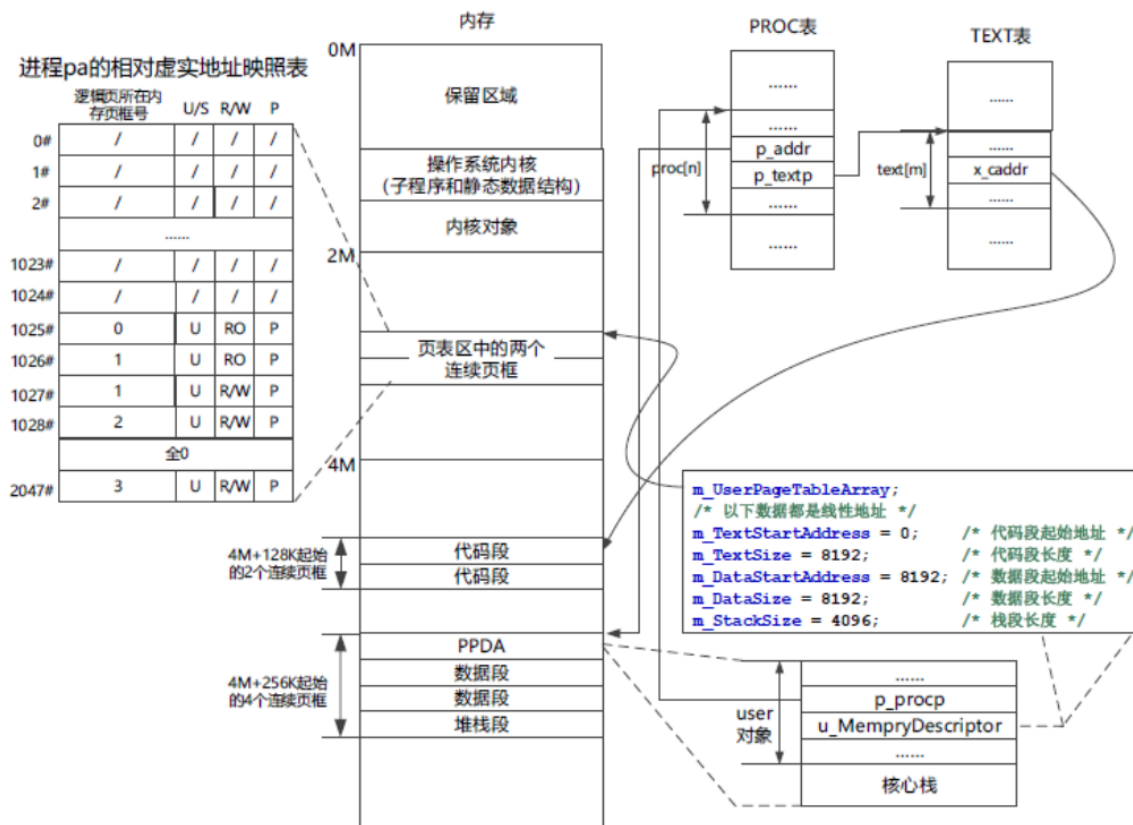 内存
PROC表
TEXT表
进程pa的相对虚实地址映照表
逻辑页所在内
存页框号
U/S R/W P
0# / / / /
1# / / / /
2# / / / /
......
1023# / / / /
1024# / / / /
1025# 0 U RO P
1026# 1 U RO P
1027# 1 U R/W P
1028# 2 U R/W P
全0
2047# 3 U R/W P
0M
保留区域
操作系统内核
(子程序和静态数据结构)
内核对象
2M
页表区中的两个
连续页框
4M
4M+128K起始
的2个连续页框
代码段
代码段
4M+256K起始
的4个连续页框
PPDA
数据段
数据段
堆栈段
proc[n]
......
......
p_addr
p_textp
......
......
text[m]
......
......
x_caddr
......
......
m_UserPageTableArray;
/* 以下数据都是线性地址 */
m_TextStartAddress = 0; /* 代码段起始地址 */
m_TextSize = 8192; /* 代码段长度 */
m_DataStartAddress = 8192; /* 数据段起始地址 */
m_DataSize = 8192; /* 数据段长度 */
m_StackSize = 4096; /* 栈段长度 */
user
对象
......
p_procp
u_MempryDescriptor
......
核心栈